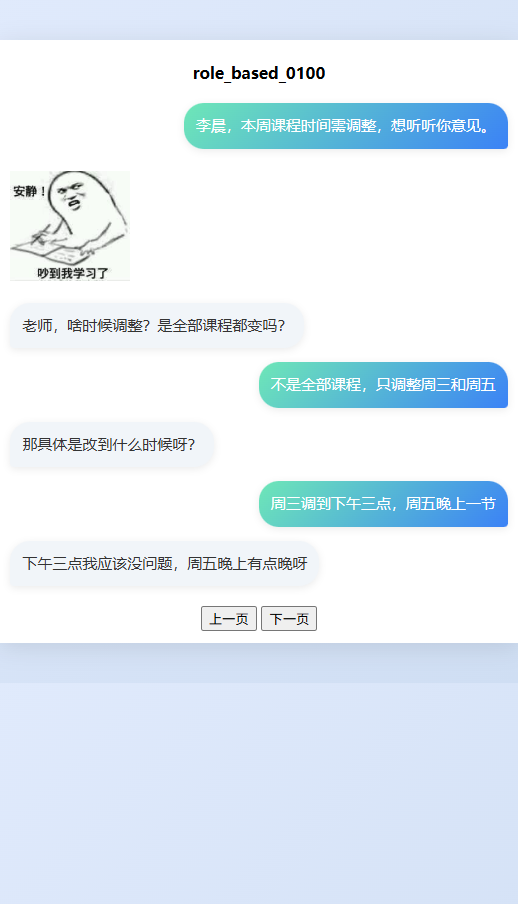 role_based_0100
李晨，本周课程时间需调整，想听听你意见。
安静！
吵到我学习了
老师，啥时候调整？是全部课程都变吗？
不是全部课程，只调整周三和周五
那具体是改到什么时候呀？
周三调到下午三点，周五晚上一节
下午三点我应该没问题，周五晚上有点晚呀
上一页 下一页